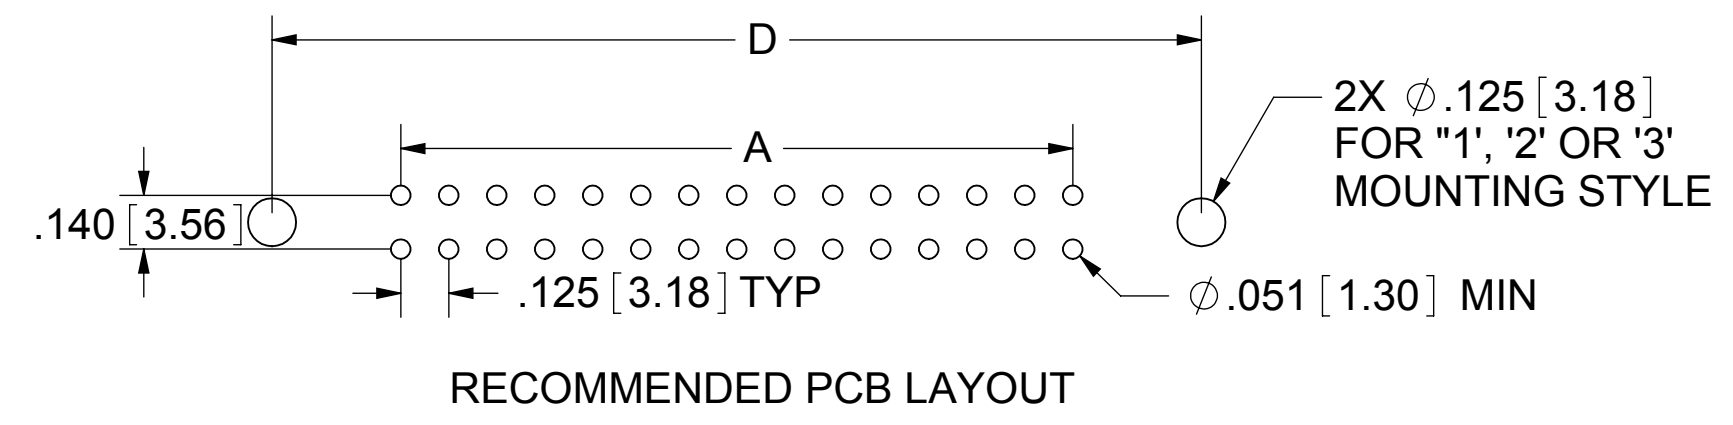 D
2X ⌀.125[3.18]
FOR "1', '2' OR '3'
MOUNTING STYLE
A
.140[3.56]
.125[3.18] TYP
⌀.051[1.30] MIN
RECOMMENDED PCB LAYOUT